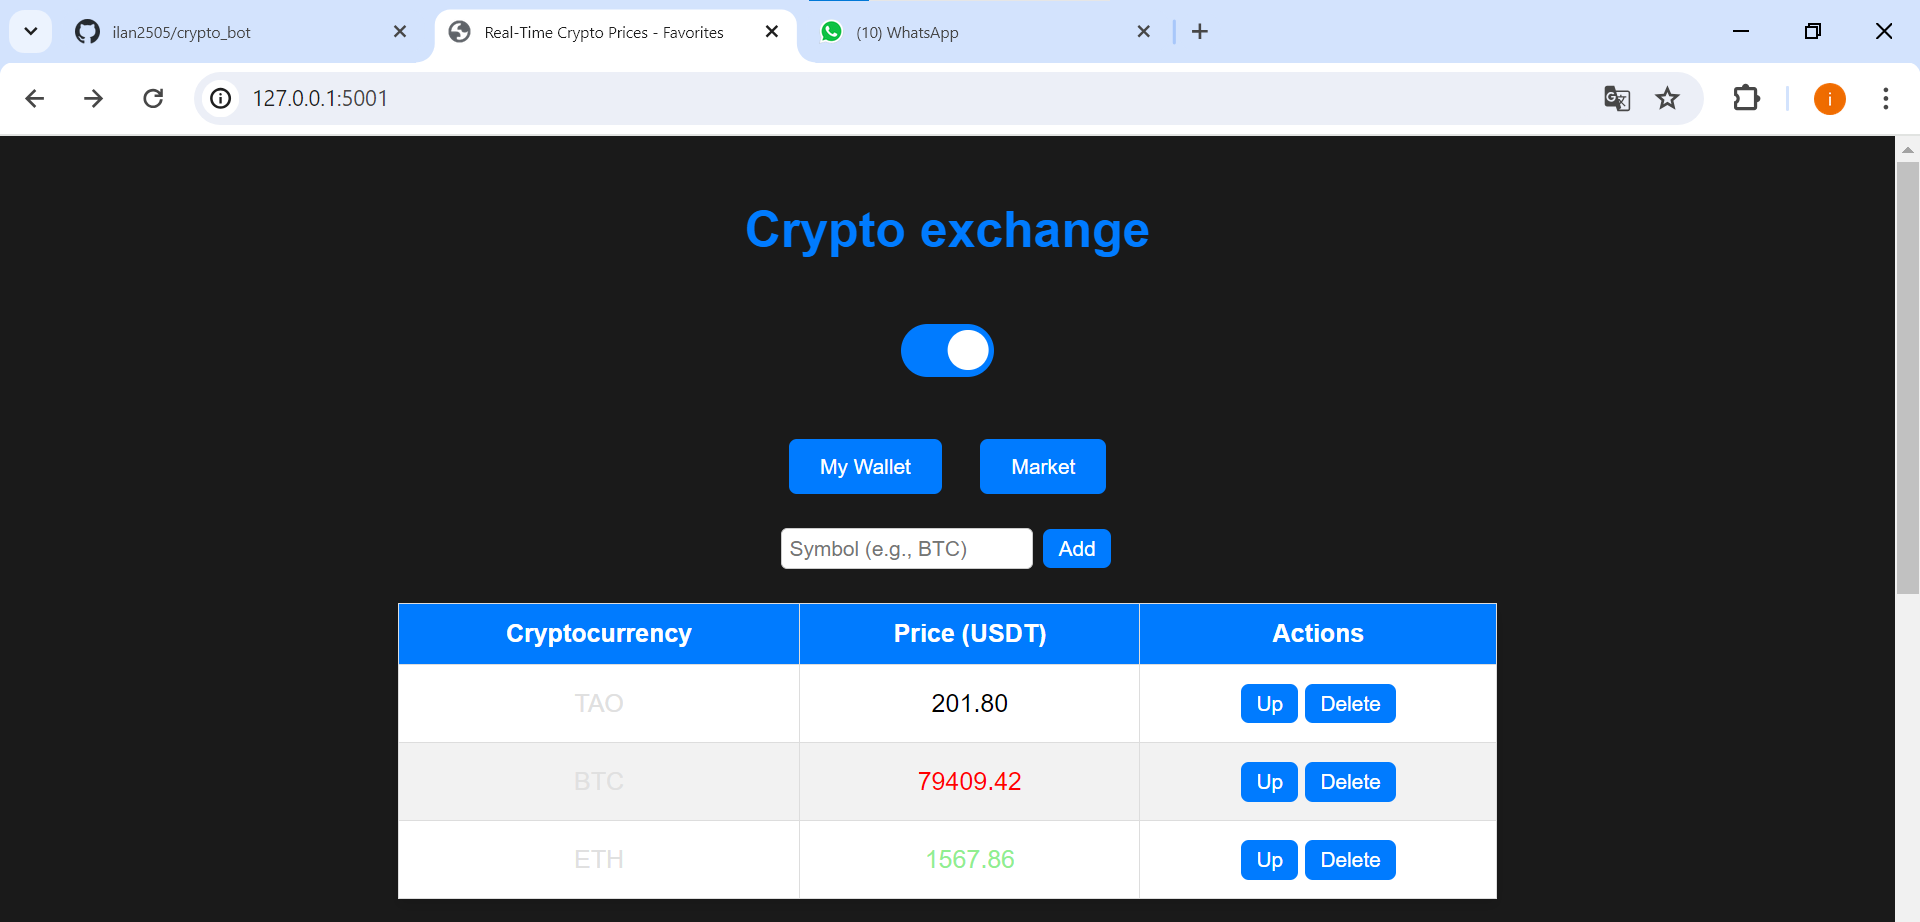 ilan2505/crypto_bot
Real-Time Crypto Prices - Favorites
(10) WhatsApp
127.0.0.1:5001
i
Crypto exchange
My Wallet Market
Symbol (e.g., BTC) Add
Cryptocurrency Price (USDT) Actions
TAO 201.80 Up Delete
BTC 79409.42 Up Delete
ETH 1567.86 Up Delete